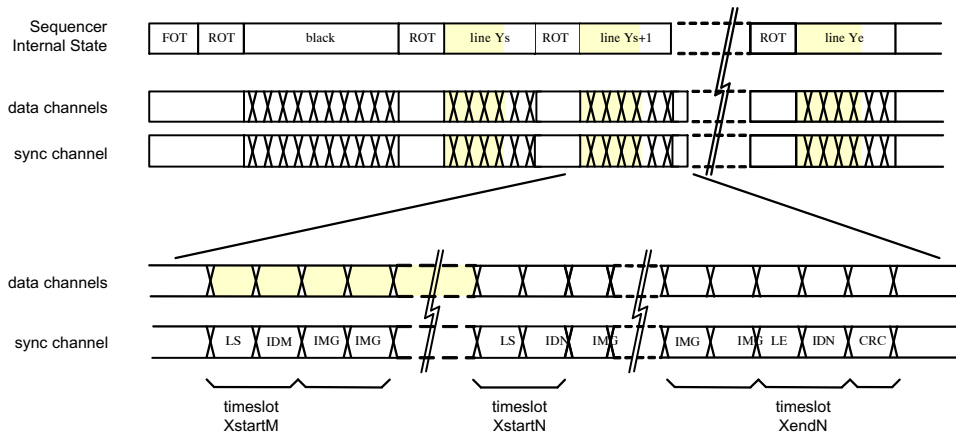 Sequencer
Internal State
FOT ROT black ROT line Ys ROT line Ys+1 ROT line Ye
data channels
sync channel
data channels
sync channel
LS IDM IMG IMG LS IDN IMG IMG IMG LE IDN CRC
timeslot timeslot timeslot
XstartM XstartN XendN